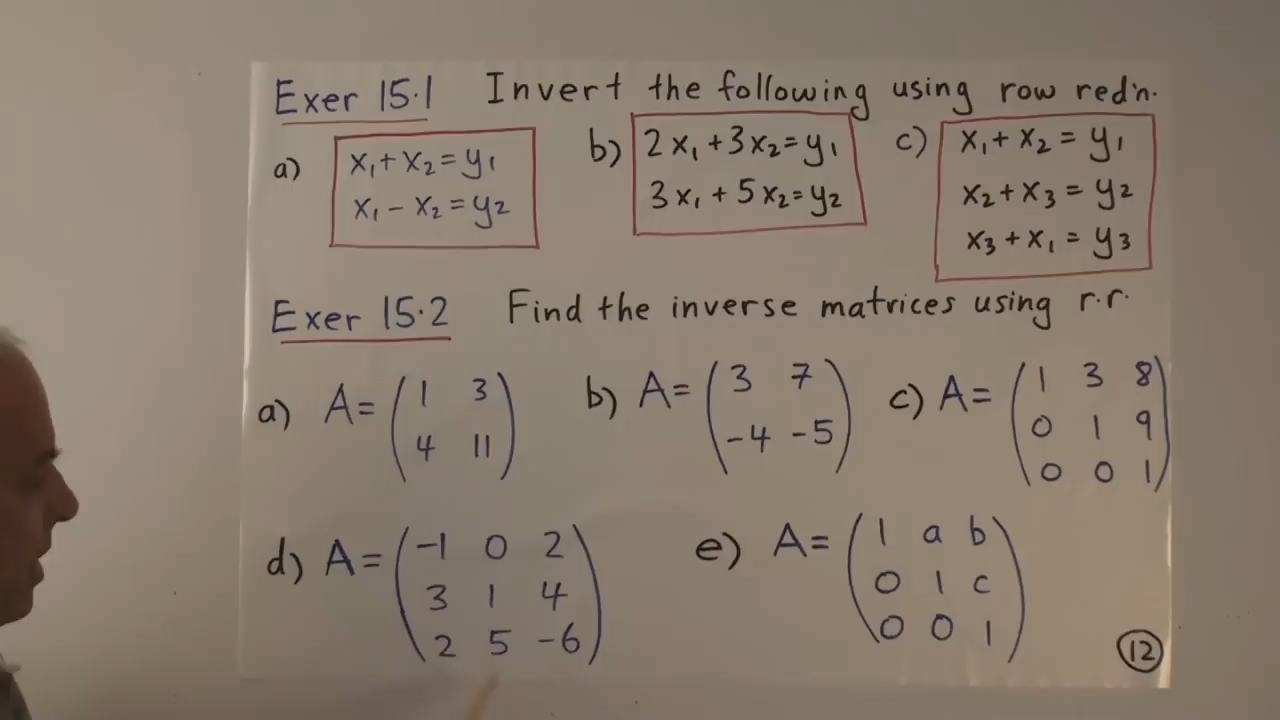 Exer 15.1 Invert the following using row red'n.
a) x₁ + x₂ = y₁
x₁ - x₂ = y₂
b) 2x₁ + 3x₂ = y₁
3x₁ + 5x₂ = y₂
c) x₁ + x₂ = y₁
x₂ + x₃ = y₂
x₃ + x₁ = y₃
Exer 15.2 Find the inverse matrices using r.r.
a) A = ( 1 3
4 11 )
b) A = ( 3 7
-4 -5 )
c) A = ( 1 3 8
0 1 9
0 0 1 )
d) A = ( -1 0 2
3 1 4
2 5 -6 )
e) A = ( 1 a b
0 1 c
0 0 1 )
12